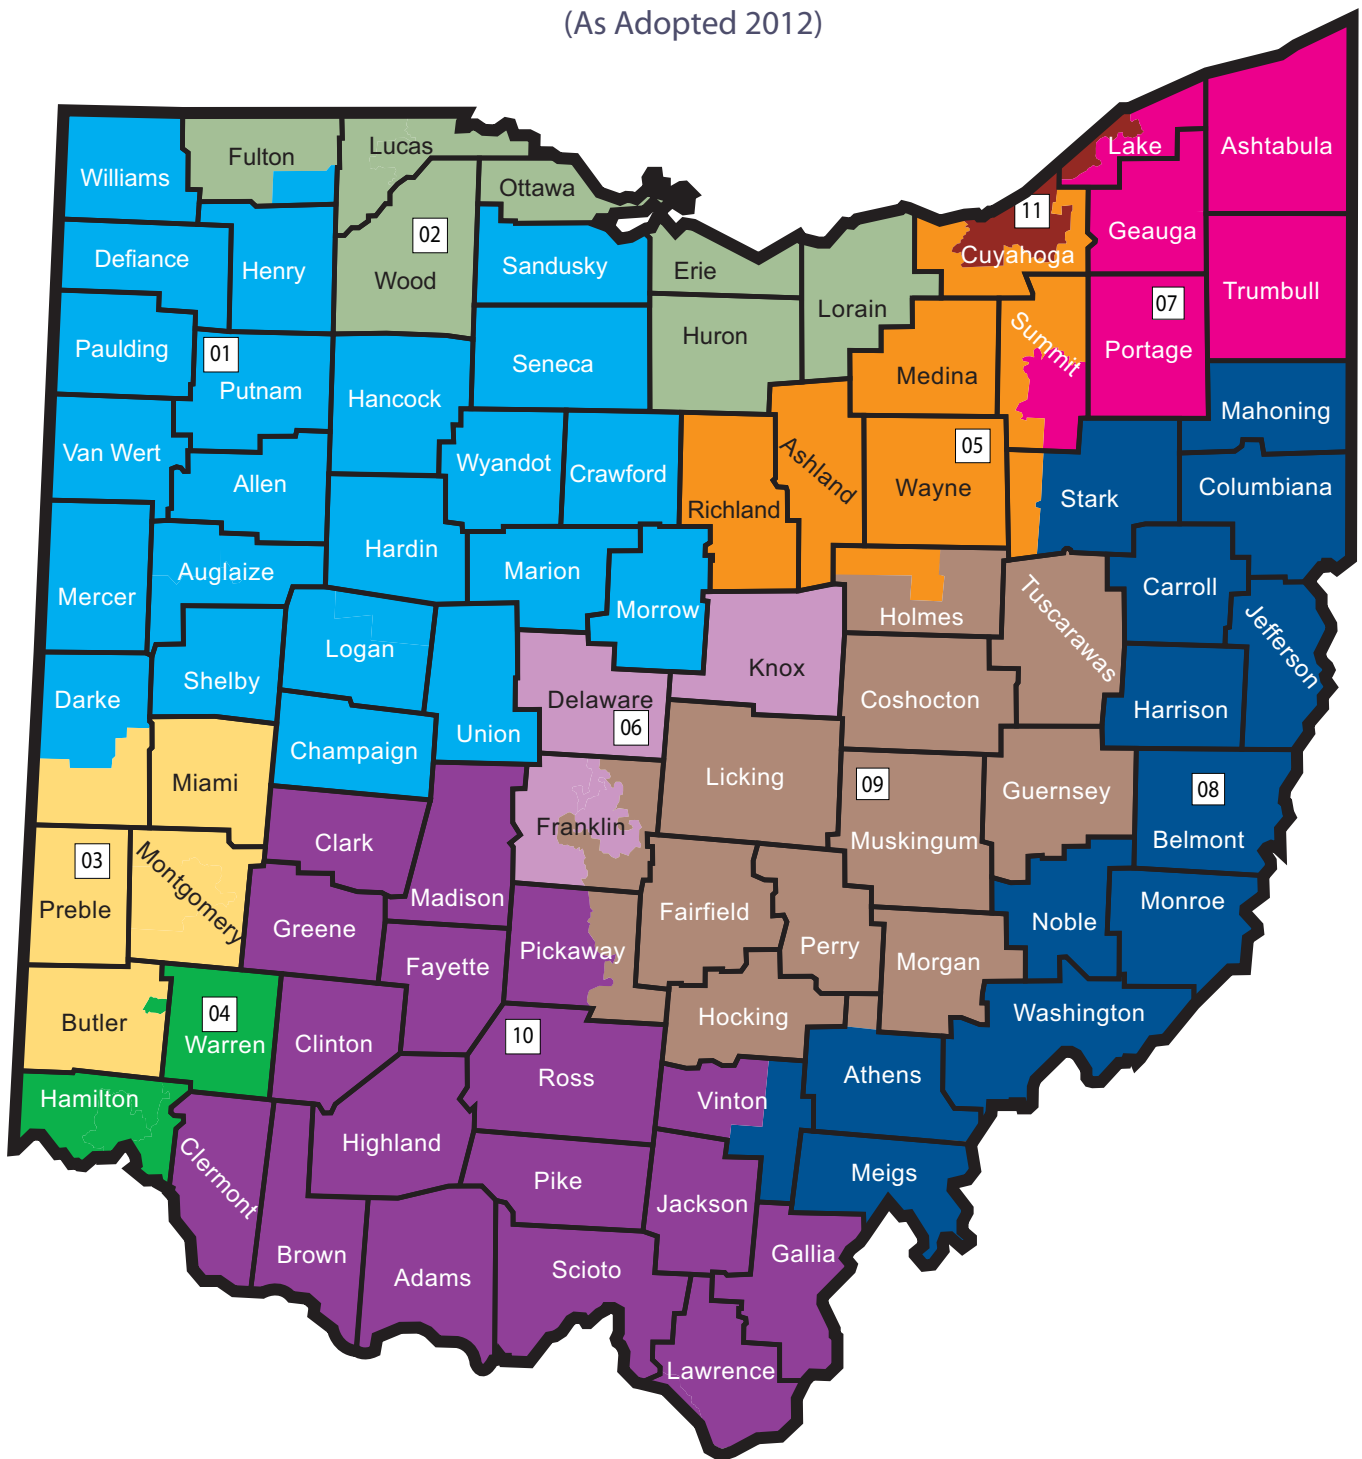 (As Adopted 2012)
Williams
Fulton
Lucas
Ottawa
Lake
Ashtabula
11
02
Wood
Defiance
Henry
Sandusky
Erie
Cuyahoga
Geauga
Lorain
Trumbull
07
Huron
Summit
Portage
Paulding
01
Putnam
Hancock
Seneca
Medina
Mahoning
Van Wert
Allen
Wyandot
Crawford
Richland
Ashland
05
Wayne
Stark
Columbiana
Mercer
Auglaize
Hardin
Marion
Morrow
Holmes
Tuscarawas
Carroll
Jefferson
Darke
Shelby
Logan
Union
Delaware
06
Knox
Coshocton
Harrison
Champaign
Miami
Licking
09
Guernsey
08
Belmont
Clark
Franklin
Muskingum
03
Preble
Montgomery
Madison
Greene
Fairfield
Perry
Noble
Monroe
Fayette
Pickaway
Morgan
Butler
04
Warren
Clinton
10
Ross
Hocking
Washington
Athens
Hamilton
Highland
Vinton
Clermont
Pike
Jackson
Meigs
Brown
Adams
Scioto
Gallia
Lawrence